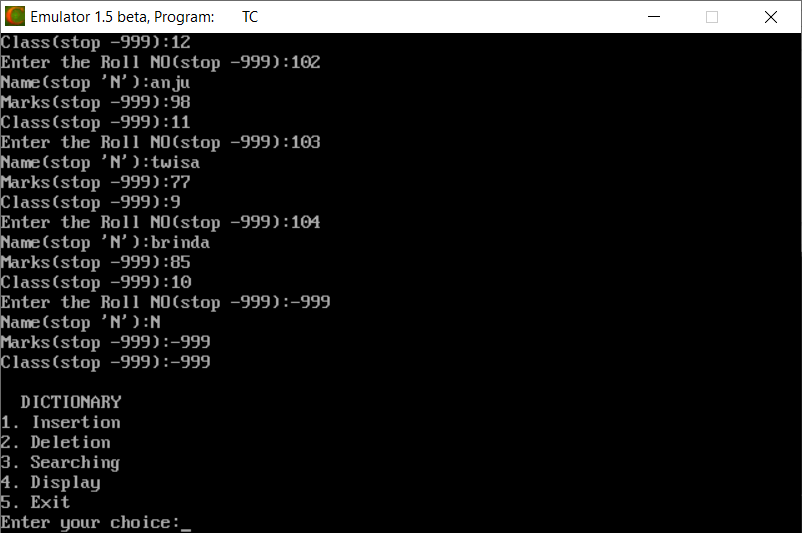 Emulator 1.5 beta, Program: TC
Class(stop -999):12
Enter the Roll NO(stop -999):102
Name(stop 'N'):anju
Marks(stop -999):98
Class(stop -999):11
Enter the Roll NO(stop -999):103
Name(stop 'N'):twisa
Marks(stop -999):77
Class(stop -999):9
Enter the Roll NO(stop -999):104
Name(stop 'N'):brinda
Marks(stop -999):85
Class(stop -999):10
Enter the Roll NO(stop -999):-999
Name(stop 'N'):N
Marks(stop -999):-999
Class(stop -999):-999
DICTIONARY
1. Insertion
2. Deletion
3. Searching
4. Display
5. Exit
Enter your choice:_